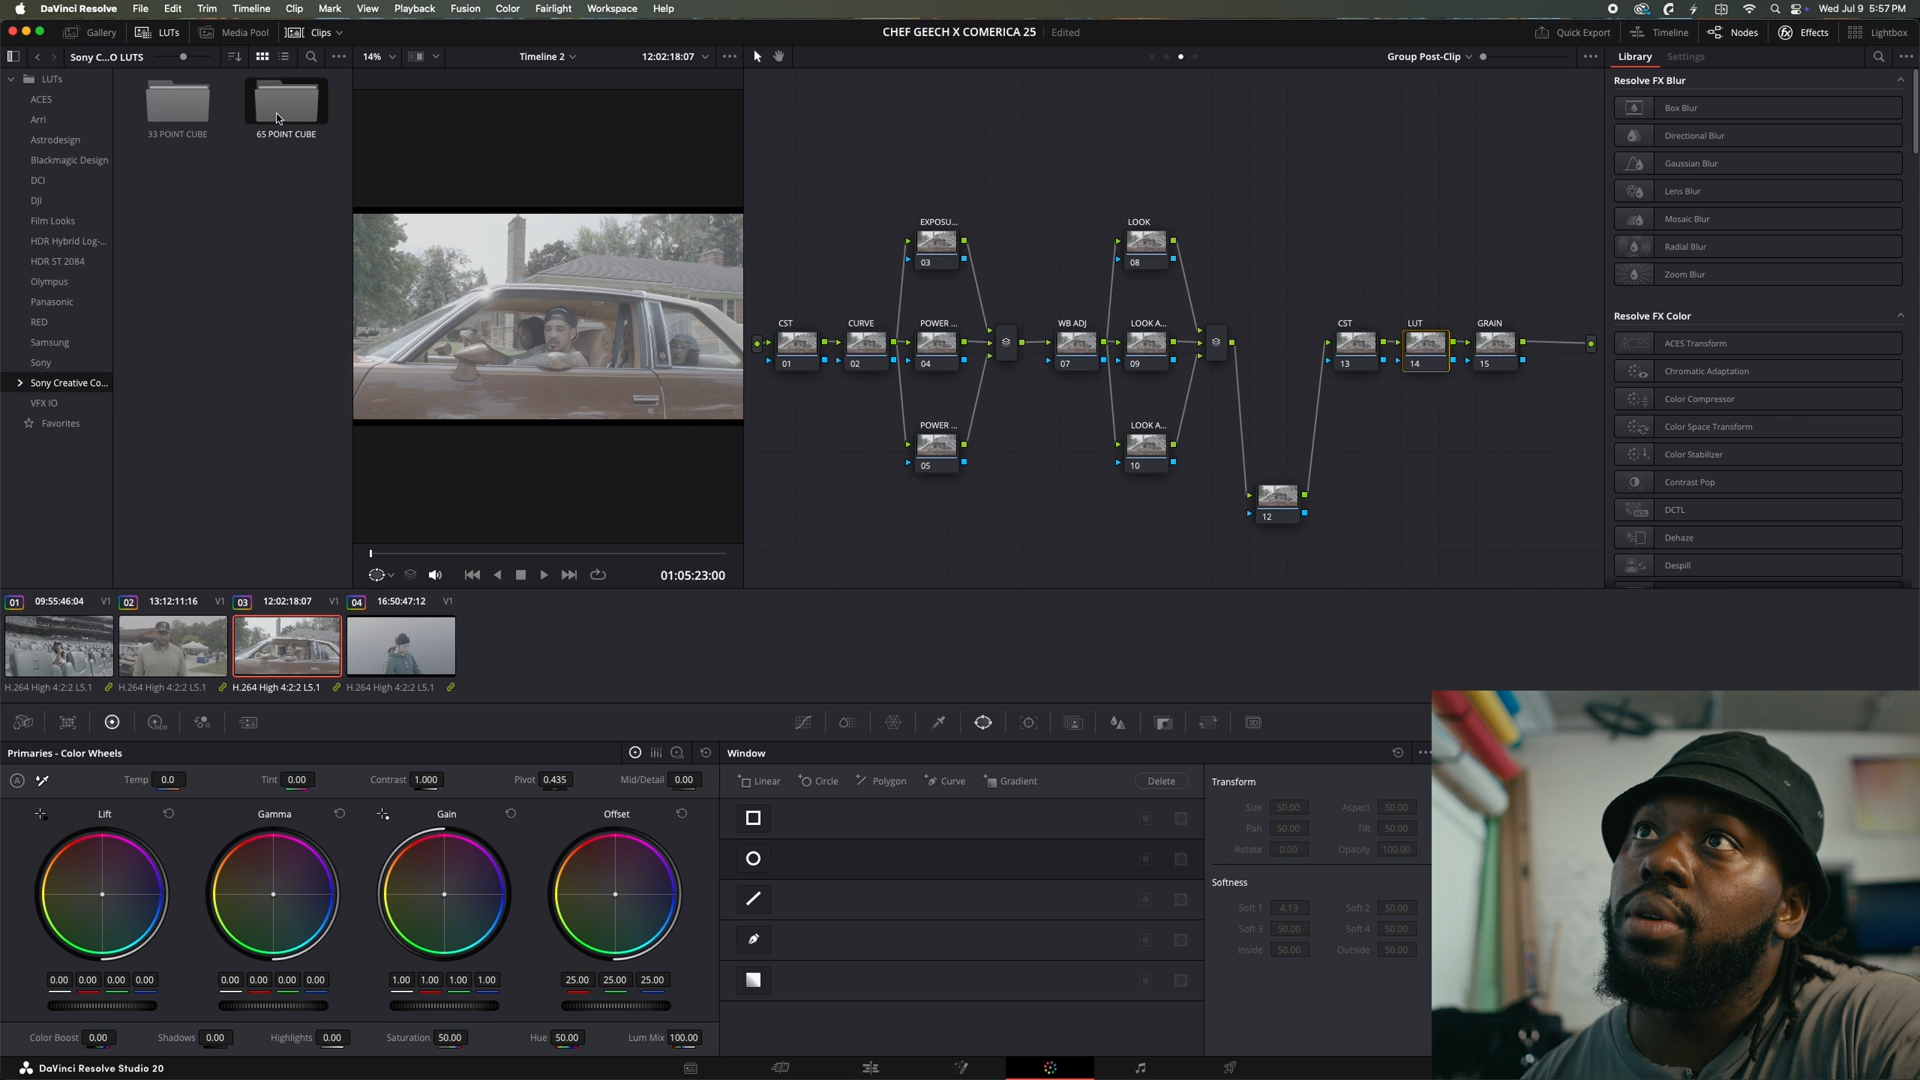 DaVinci Resolve File Edit Trim Timeline Clip Mark View Playback Fusion Color Fairlight Workspace Help Wed Jul 9 5:57 PM
Gallery LUTs Media Pool Clips CHEF GEECH X COMERICA 25 Edited Quick Export Timeline Nodes Effects Lightbox
Sony C...O LUTS 14% Timeline 2 12:02:18:07 Group Post-Clip Library Settings
LUTs
ACES
Arri
Astrodesign
Blackmagic Design
DCI
DJI
Film Looks
HDR Hybrid Log-...
HDR ST 2084
Olympus
Panasonic
RED
Samsung
Sony
Sony Creative Co...
VFX IO
Favorites
33 POINT CUBE 65 POINT CUBE
01:05:23:00
EXPOSU... LOOK
03 08
CST CURVE POWER ... WB ADJ LOOK A... CST LUT GRAIN
01 02 04 07 09 13 14 15
POWER ... LOOK A...
05 10
12
Resolve FX Blur
Box Blur
Directional Blur
Gaussian Blur
Lens Blur
Mosaic Blur
Radial Blur
Zoom Blur
Resolve FX Color
ACES Transform
Chromatic Adaptation
Color Compressor
Color Space Transform
Color Stabilizer
Contrast Pop
DCTL
Dehaze
Despill
01 09:55:46:04 V1 02 13:12:11:16 V1 03 12:02:18:07 V1 04 16:50:47:12 V1
H.264 High 4:2:2 L5.1 H.264 High 4:2:2 L5.1 H.264 High 4:2:2 L5.1 H.264 High 4:2:2 L5.1
Primaries - Color Wheels
Temp 0.0 Tint 0.00 Contrast 1.000 Pivot 0.435 Mid/Detail 0.00
Lift Gamma Gain Offset
0.00 0.00 0.00 0.00 0.00 0.00 0.00 0.00 1.00 1.00 1.00 1.00 25.00 25.00 25.00
Color Boost 0.00 Shadows 0.00 Highlights 0.00 Saturation 50.00 Hue 50.00 Lum Mix 100.00
Window
Linear Circle Polygon Curve Gradient Delete
Transform
Size 50.00 Aspect 50.00
Pan 50.00 Tilt 50.00
Rotate 0.00 Opacity 100.00
Softness
Soft 1 4.13 Soft 2 50.00
Soft 3 50.00 Soft 4 50.00
Inside 50.00 Outside 50.00
DaVinci Resolve Studio 20